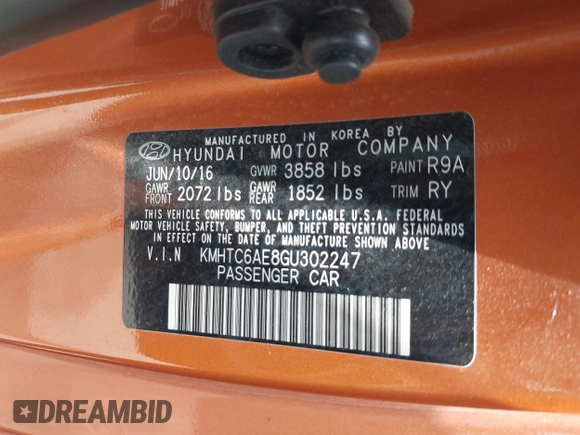 MANUFACTURED IN KOREA BY
HYUNDAI MOTOR COMPANY
JUN/10/16 GVWR 3858 lbs PAINT R9A
GAWR FRONT 2072 lbs GAWR REAR 1852 lbs TRIM RY
THIS VEHICLE CONFORMS TO ALL APPLICABLE U.S.A. FEDERAL
MOTOR VEHICLE SAFETY, BUMPER, AND THEFT PREVENTION STANDARDS
IN EFFECT ON THE DATE OF MANUFACTURE SHOWN ABOVE.
V.I.N KMHTC6AE8GU302247
PASSENGER CAR
DREAMBID